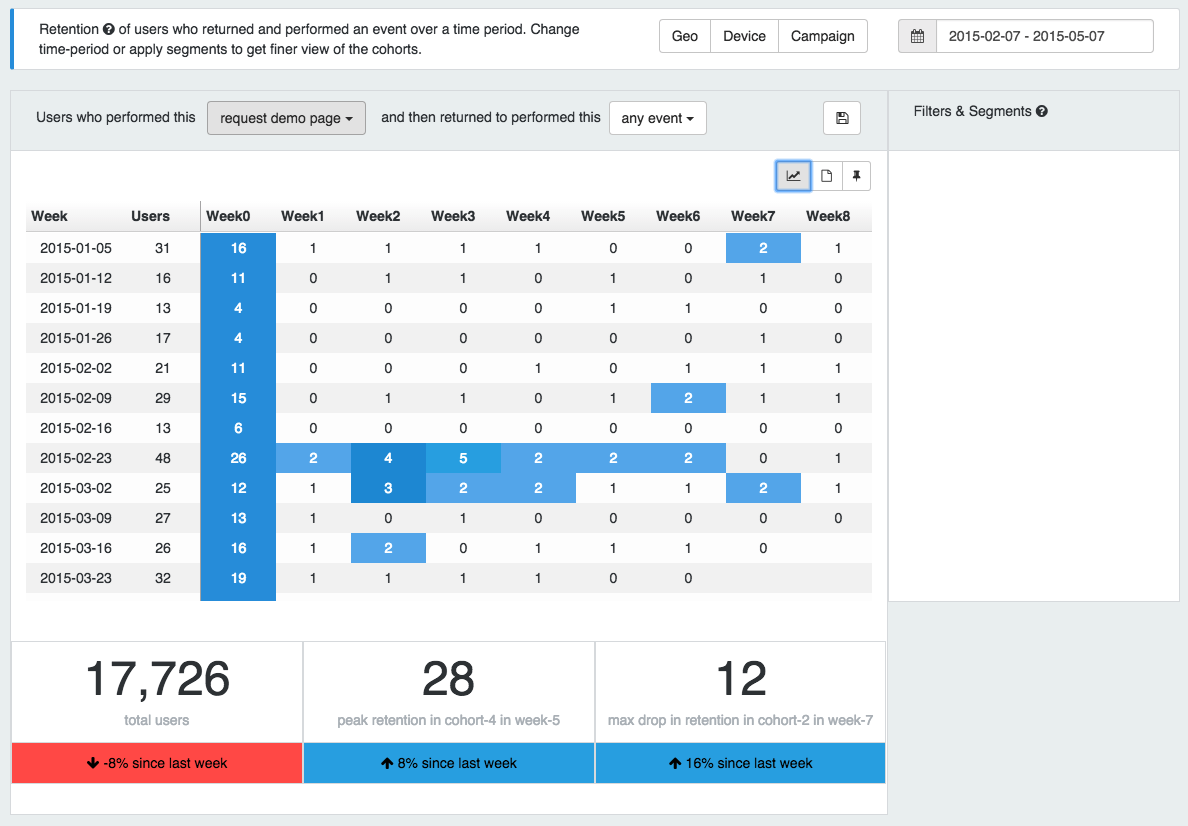 Retention of users who returned and performed an event over a time period. Change
time-period or apply segments to get finer view of the cohorts.
Geo Device Campaign
2015-02-07 - 2015-05-07
Users who performed this request demo page and then returned to performed this any event
Filters & Segments
Week Users Week0 Week1 Week2 Week3 Week4 Week5 Week6 Week7 Week8
2015-01-05 31 16 1 1 1 1 0 0 2 1
2015-01-12 16 11 0 1 1 0 1 0 1 0
2015-01-19 13 4 0 0 0 0 1 1 0 0
2015-01-26 17 4 0 0 0 0 0 0 1 0
2015-02-02 21 11 0 0 0 1 0 1 1 1
2015-02-09 29 15 0 1 1 0 1 2 1 1
2015-02-16 13 6 0 0 0 0 0 0 0 0
2015-02-23 48 26 2 4 5 2 2 2 0 1
2015-03-02 25 12 1 3 2 2 1 1 2 1
2015-03-09 27 13 1 0 1 0 0 0 0 0
2015-03-16 26 16 1 2 0 1 1 1 0
2015-03-23 32 19 1 1 1 1 0 0
17,726
total users
-8% since last week
28
peak retention in cohort-4 in week-5
8% since last week
12
max drop in retention in cohort-2 in week-7
16% since last week